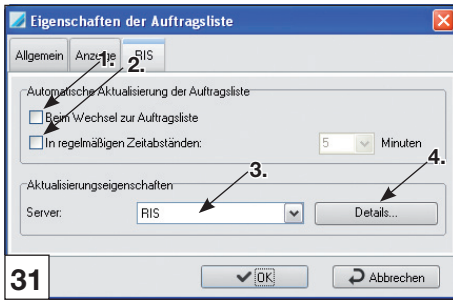 Eigenschaften der Auftragsliste
Allgemein Anzeige RIS
1. 2.
Automatische Aktualisierung der Auftragsliste
Beim Wechsel zur Auftragsliste
In regelmäßigen Zeitabständen: 5 Minuten
3. 4.
Aktualisierungseigenschaften
Server: RIS Details...
31 OK Abbrechen